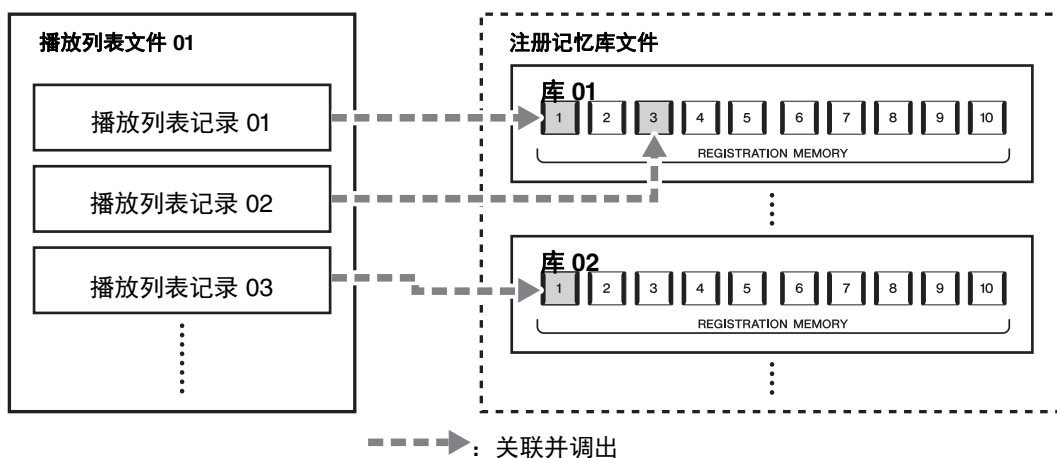 播放列表文件 01
播放列表记录 01
播放列表记录 02
播放列表记录 03
注册记忆库文件
库 01
1 2 3 4 5 6 7 8 9 10
REGISTRATION MEMORY
库 02
1 2 3 4 5 6 7 8 9 10
REGISTRATION MEMORY
：关联并调出